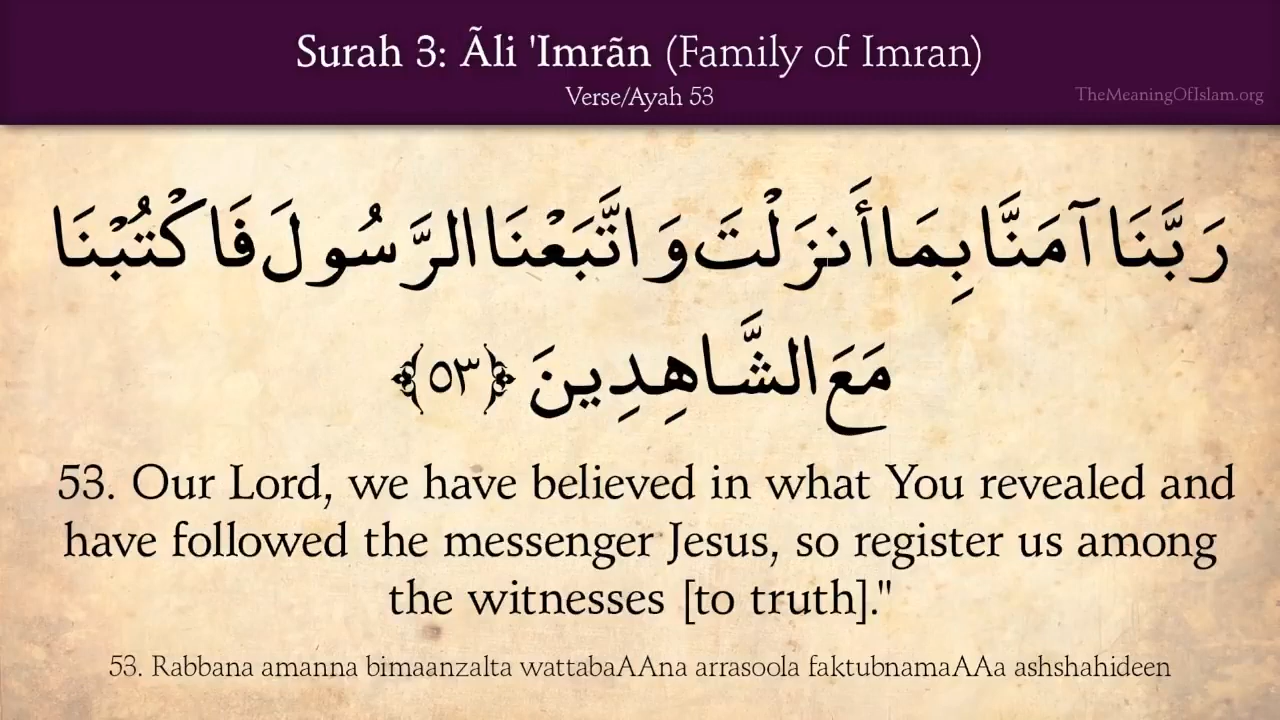 Surah 3: Ãli 'Imrãn (Family of Imran)
Verse/Ayah 53
TheMeaningOfIslam.org
رَبَّنَا آمَنَّا بِمَا أَنزَلْتَ وَاتَّبَعْنَا الرَّسُولَ فَاكْتُبْنَا
مَعَ الشَّاهِدِينَ ﴿٥٣﴾
53. Our Lord, we have believed in what You revealed and
have followed the messenger Jesus, so register us among
the witnesses [to truth]."
53. Rabbana amanna bimaanzalta wattabaAAna arrasoola faktubnamaAAa ashshahideen